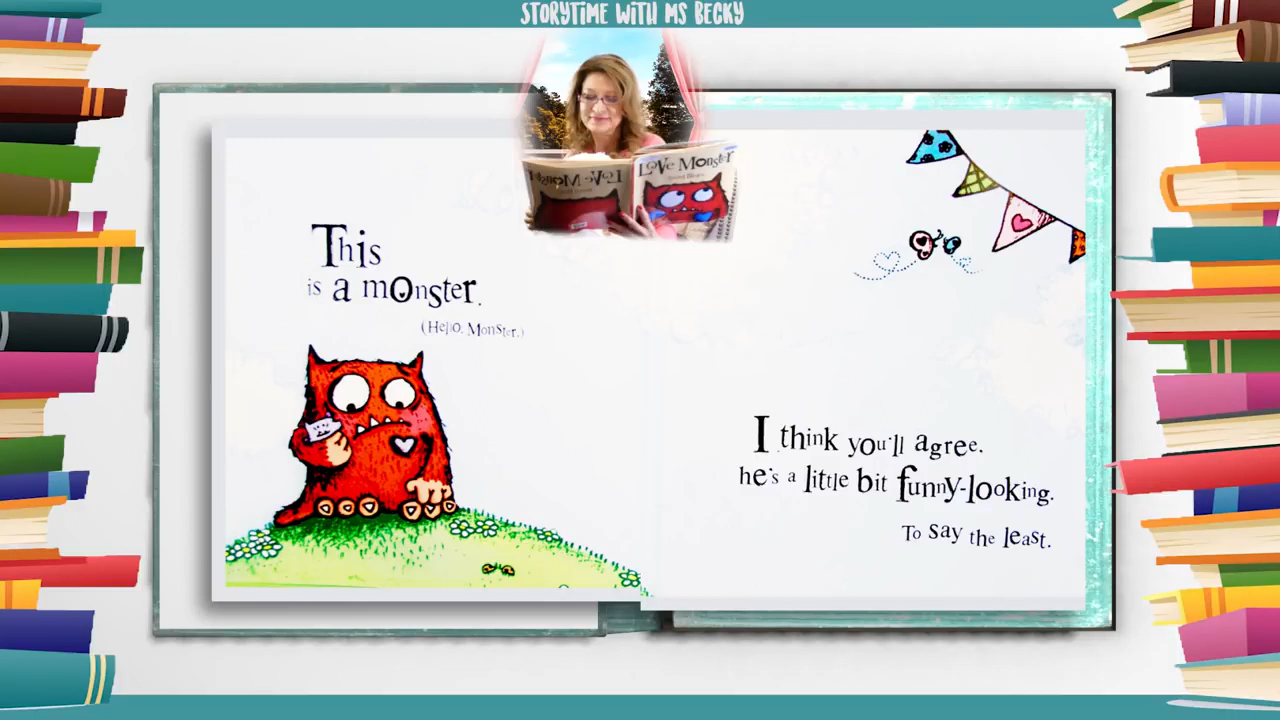 STORYTIME WITH MS BECKY
LOVE MONSTER
This
is a monster.
(Hello, Monster.)
I think you'll agree.
he's a little bit funny-looking.
To say the least.